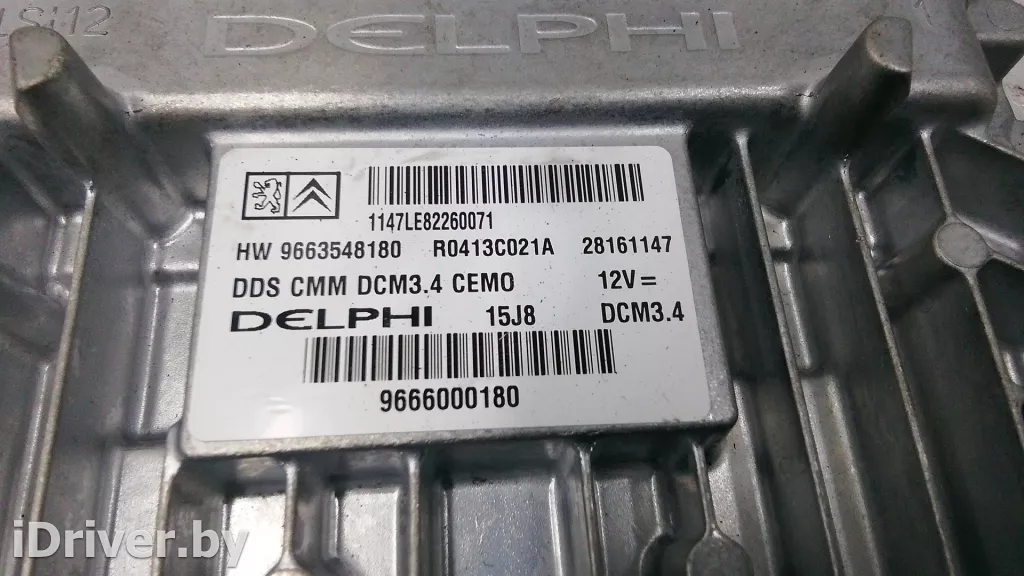 LSi12
DELPHI
1147LE82260071
HW 9663548180 R0413C021A 28161147
DDS CMM DCM3.4 CEMO 12V=
DELPHI 15J8 DCM3.4
9666000180
iDriver.by